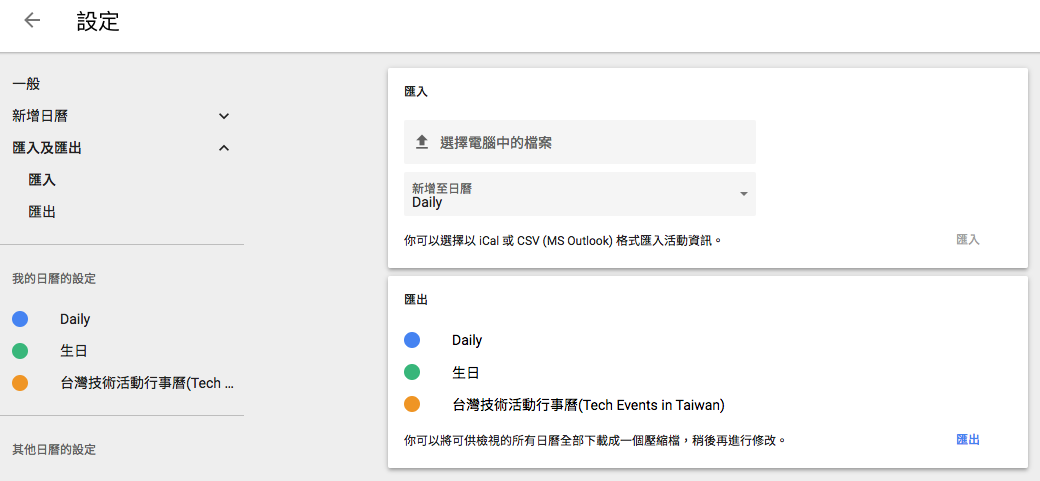 設定
一般
新增日曆
匯入及匯出
匯入
匯出
我的日曆的設定
Daily
生日
台灣技術活動行事曆(Tech ...
其他日曆的設定
匯入
選擇電腦中的檔案
新增至日曆
Daily
你可以選擇以 iCal 或 CSV (MS Outlook) 格式匯入活動資訊。
匯入
匯出
Daily
生日
台灣技術活動行事曆(Tech Events in Taiwan)
你可以將可供檢視的所有日曆全部下載成一個壓縮檔，稍後再進行修改。
匯出